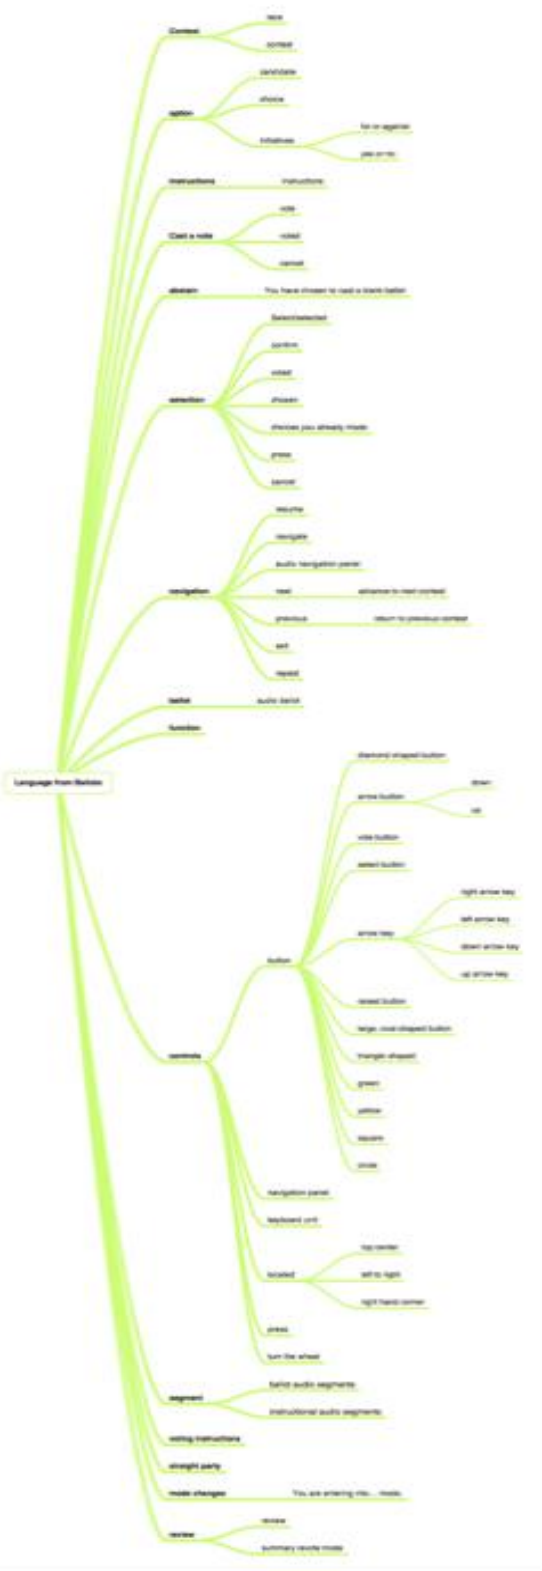 Contest
race
contest
option
candidate
choice
initiatives
for or against
yes or no
instructions
instructions
Cast a vote
vote
voted
cancel
abstain
You have chosen to cast a blank ballot
selection
Select/selected
confirm
voted
chosen
choices you already made
press
cancel
navigation
resume
navigate
audio navigation panel
next
advance to next contest
previous
return to previous contest
exit
repeat
ballot
audio ballot
function
Language from Ballots
controls
button
diamond shaped button
arrow button
down
up
vote button
select button
arrow key
right arrow key
left arrow key
down arrow key
up arrow key
raised button
large, oval-shaped button
triangle-shaped
green
yellow
square
circle
navigation panel
keyboard unit
located
top center
left to right
right hand corner
press
turn the wheel
segment
ballot audio segments
instructional audio segments
voting instructions
straight party
mode changes
You are entering into... mode.
review
review
summary review mode